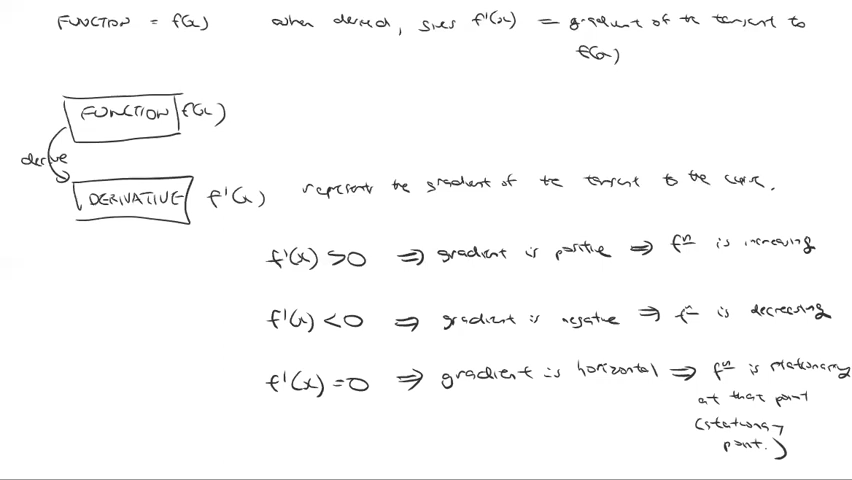 FUNCTION = f(x) when derived, gives f'(x) = gradient of the tangent to
f(x)
FUNCTION f(x)
derive
DERIVATIVE f'(x) represents the gradient of the tangent to the curve.
f'(x) > 0 ⇒ gradient is positive ⇒ fⁿ is increasing
f'(x) < 0 ⇒ gradient is negative ⇒ fⁿ is decreasing
f'(x) = 0 ⇒ gradient is horizontal ⇒ fⁿ is stationary
at that point
(stationary
point.)